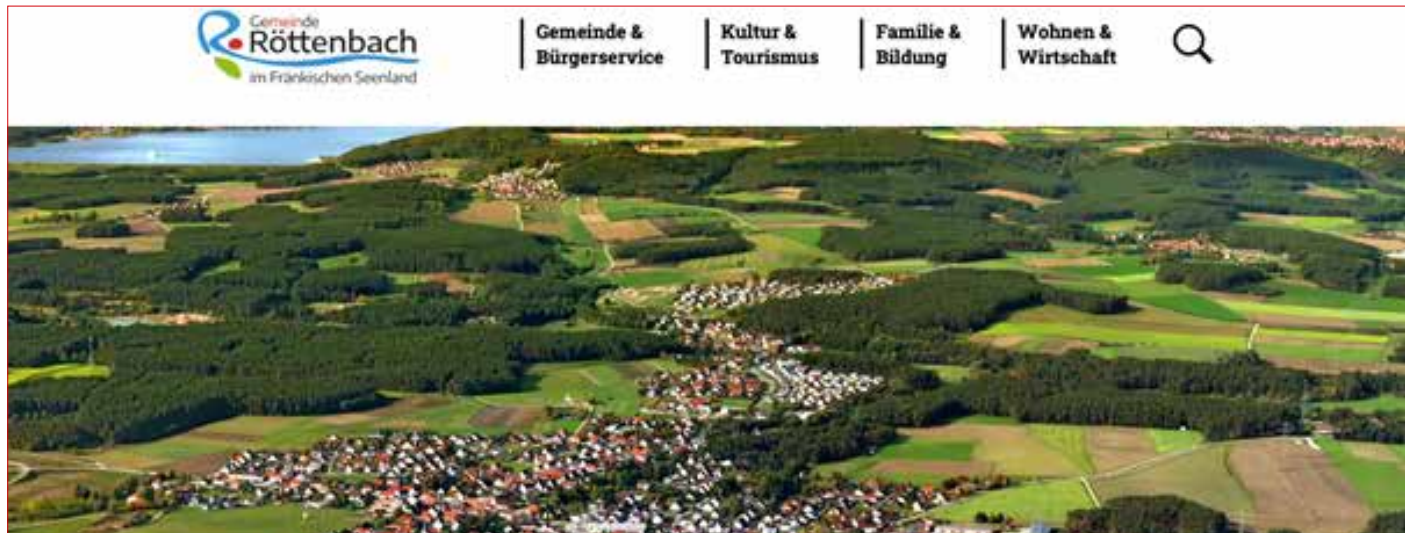 Gemeinde
Röttenbach
im Fränkischen Seenland
Gemeinde &
Bürgerservice
Kultur &
Tourismus
Familie &
Bildung
Wohnen &
Wirtschaft